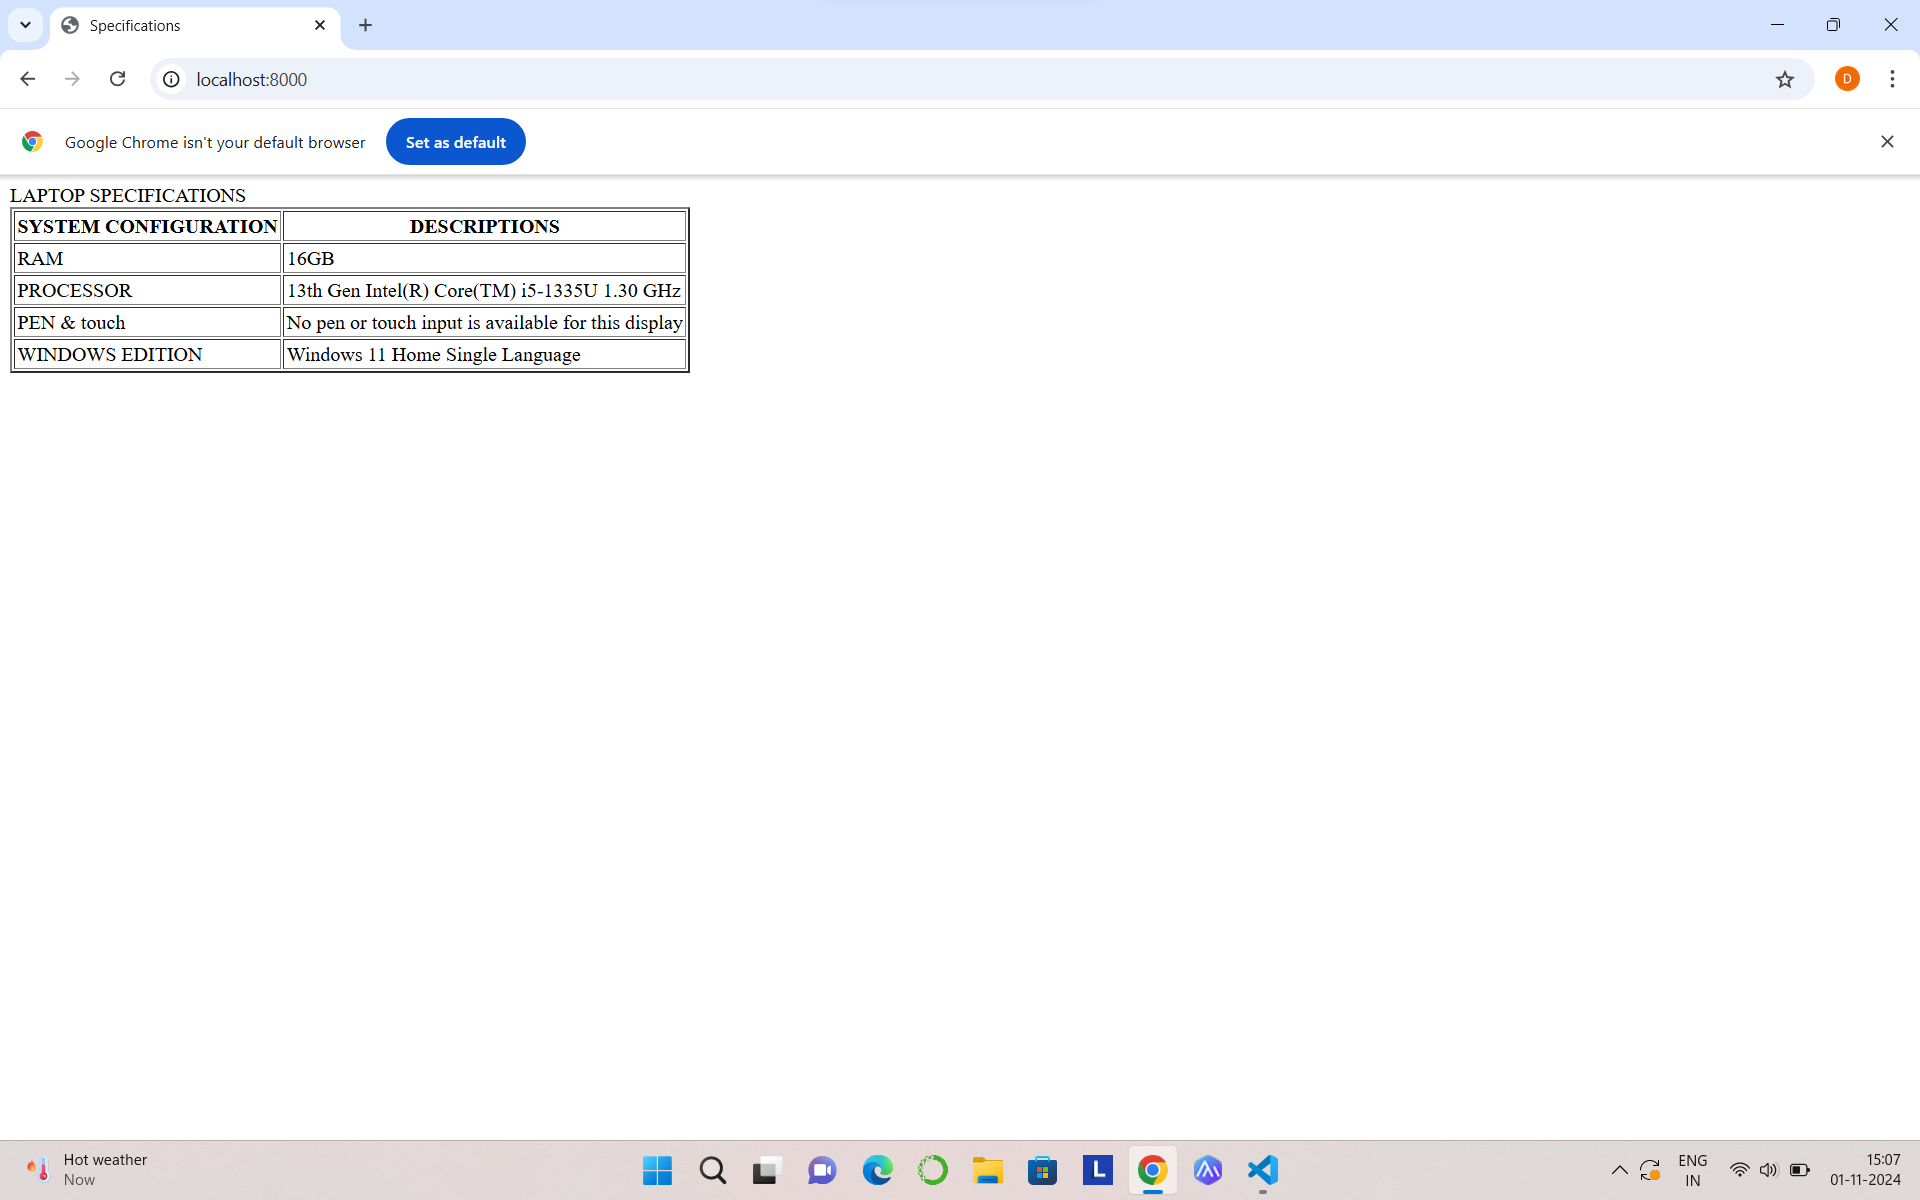 Specifications
localhost:8000
D
Google Chrome isn't your default browser
Set as default
LAPTOP SPECIFICATIONS
SYSTEM CONFIGURATION DESCRIPTIONS
RAM 16GB
PROCESSOR 13th Gen Intel(R) Core(TM) i5-1335U 1.30 GHz
PEN & touch No pen or touch input is available for this display
WINDOWS EDITION Windows 11 Home Single Language
Hot weather
Now
L
ENG
IN
15:07
01-11-2024